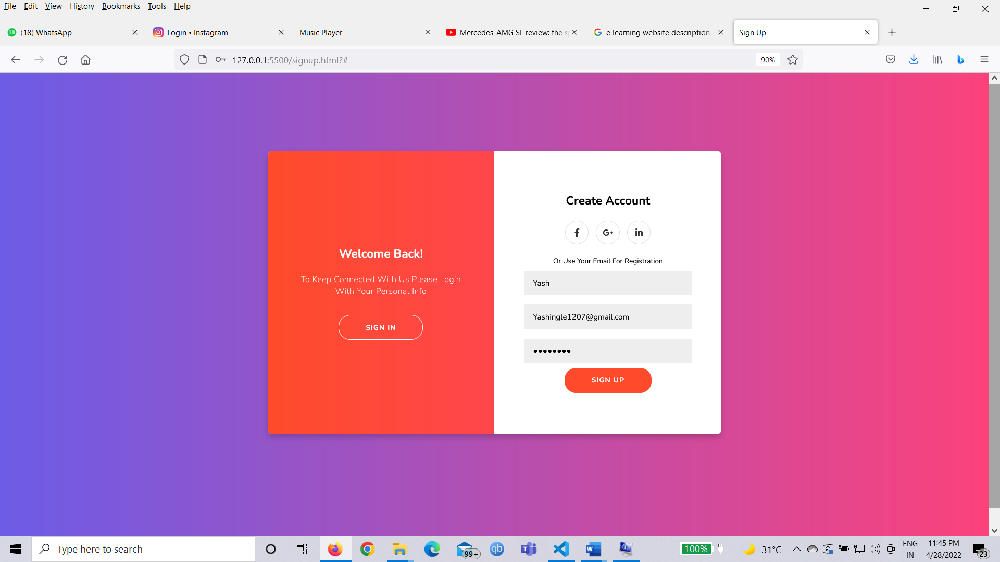 File Edit View History Bookmarks Tools Help
(18) WhatsApp
Login • Instagram
Music Player
Mercedes-AMG SL review: the s
e learning website description -
Sign Up
127.0.0.1:5500/signup.html?#
90%
Create Account
Or Use Your Email For Registration
Yash
Yashingle1207@gmail.com
SIGN UP
Welcome Back!
To Keep Connected With Us Please Login
With Your Personal Info
SIGN IN
Type here to search
99+
100%
31°C
ENG
IN
11:45 PM
4/28/2022
23